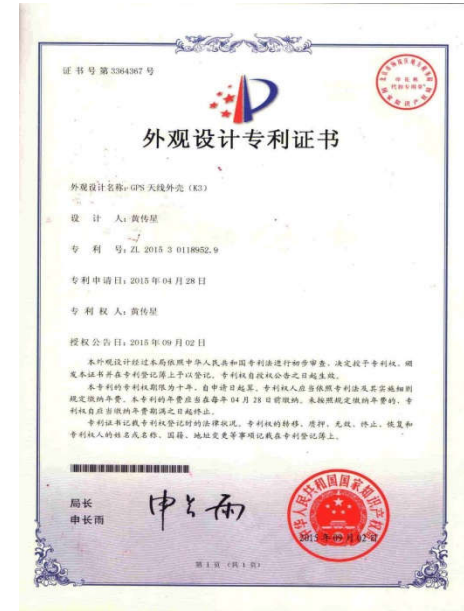 证书号第3364367号
申长雨
代初专用章
外观设计专利证书
外观设计名称：GPS天线外壳（K3）
设 计 人：黄传星
专 利 号：ZL 2015 3 0118952.9
专利申请日：2015年04月28日
专 利 权 人：黄传星
授权公告日：2015年09月02日
本外观设计经过本局依照中华人民共和国专利法进行初步审查，决定授予专利权，颁
发本证书并在专利登记簿上予以登记。专利权自授权公告之日起生效。
本专利的专利权期限为十年，自申请日起算。专利权人应当依照专利法及其实施细则
规定缴纳年费。本专利的年费应当在每年04月28日前缴纳。未按照规定缴纳年费的，专
利权自应当缴纳年费期满之日起终止。
专利证书记载专利权登记时的法律状况。专利权的转移、质押、无效、终止、恢复和
专利权人的姓名或名称、国籍、地址变更等事项记载在专利登记簿上。
局长
申长雨
申长雨
中华人民共和国国家知识产权局
2015年09月02日
第1页（共1页）